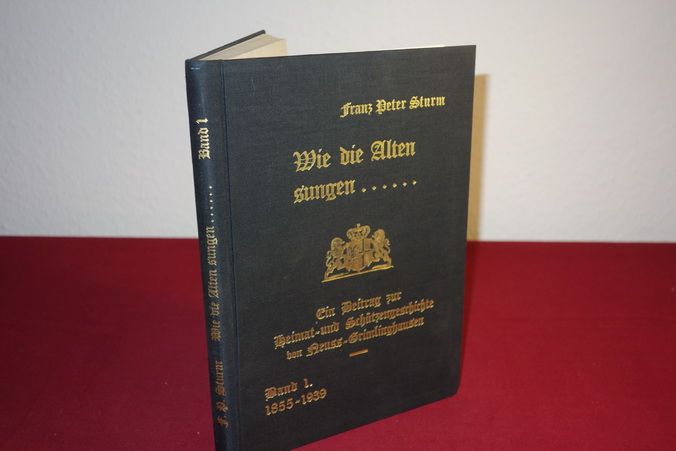 Franz Peter Sturm
Wie die Alten
sungen ......
Ein Beitrag zur
Heimat- und Schützengeschichte
von Neuss-Grimlinghausen
Band 1.
1855-1939
F. P. Sturm Wie die Alten sungen...... Band 1